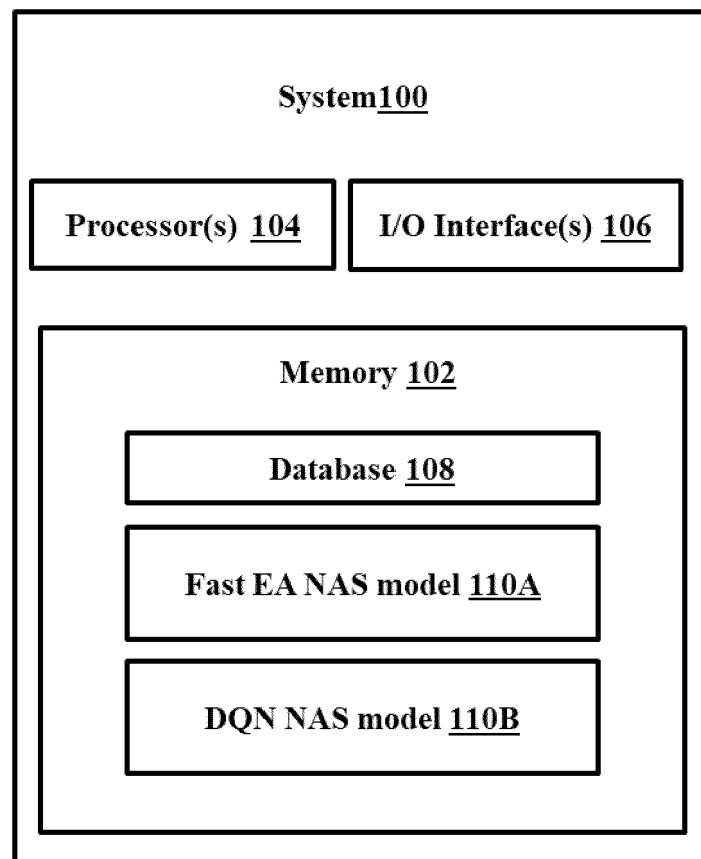 System100
Processor(s) 104
I/O Interface(s) 106
Memory 102
Database 108
Fast EA NAS model 110A
DQN NAS model 110B